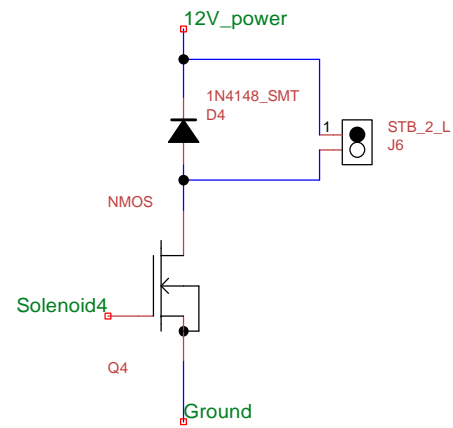 12V_power
1N4148_SMT
D4
1
STB_2_L
J6
NMOS
Solenoid4
Q4
Ground